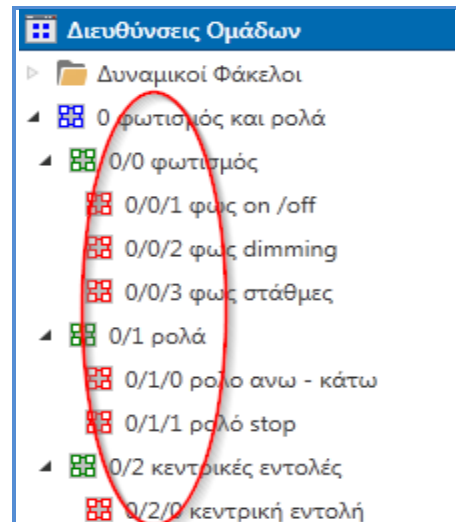 Διευθύνσεις Ομάδων
Δυναμικοί Φάκελοι
0 φωτισμός και ρολά
0/0 φωτισμός
0/0/1 φως on /off
0/0/2 φως dimming
0/0/3 φως στάθμες
0/1 ρολά
0/1/0 ρολο ανω - κάτω
0/1/1 ρολό stop
0/2 κεντρικές εντολές
0/2/0 κεντρική εντολή